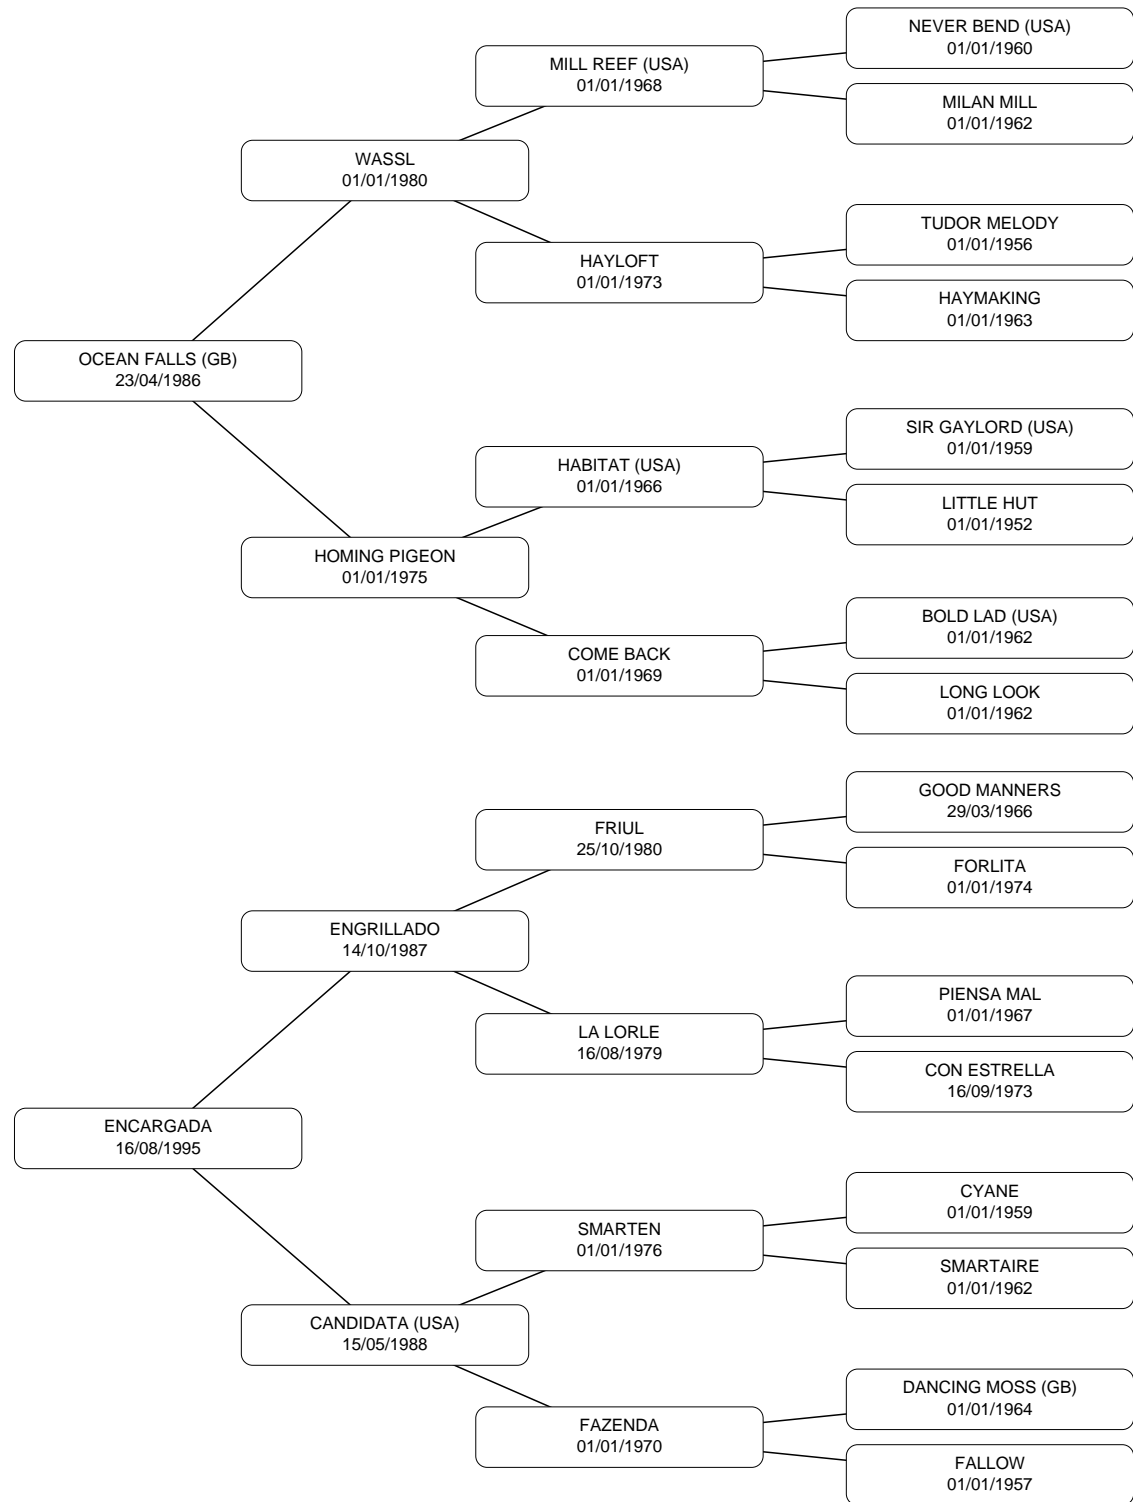 NEVER BEND (USA)
01/01/1960
MILL REEF (USA)
01/01/1968
MILAN MILL
01/01/1962
WASSL
01/01/1980
TUDOR MELODY
01/01/1956
HAYLOFT
01/01/1973
HAYMAKING
01/01/1963
OCEAN FALLS (GB)
23/04/1986
SIR GAYLORD (USA)
01/01/1959
HABITAT (USA)
01/01/1966
LITTLE HUT
01/01/1952
HOMING PIGEON
01/01/1975
BOLD LAD (USA)
01/01/1962
COME BACK
01/01/1969
LONG LOOK
01/01/1962
GOOD MANNERS
29/03/1966
FRIUL
25/10/1980
FORLITA
01/01/1974
ENGRILLADO
14/10/1987
PIENSA MAL
01/01/1967
LA LORLE
16/08/1979
CON ESTRELLA
16/09/1973
ENCARGADA
16/08/1995
CYANE
01/01/1959
SMARTEN
01/01/1976
SMARTAIRE
01/01/1962
CANDIDATA (USA)
15/05/1988
DANCING MOSS (GB)
01/01/1964
FAZENDA
01/01/1970
FALLOW
01/01/1957